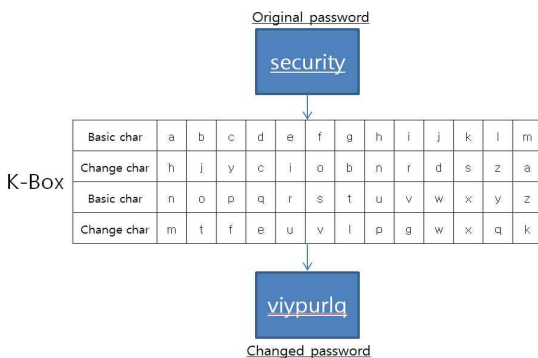 Original password
security
Basic char a b c d e f g h i j k l m
Change char h j y c i o b n r d s z a
K-Box
Basic char n o p q r s t u v w x y z
Change char m t f e u v l p g w x q k
viypurlq
Changed password